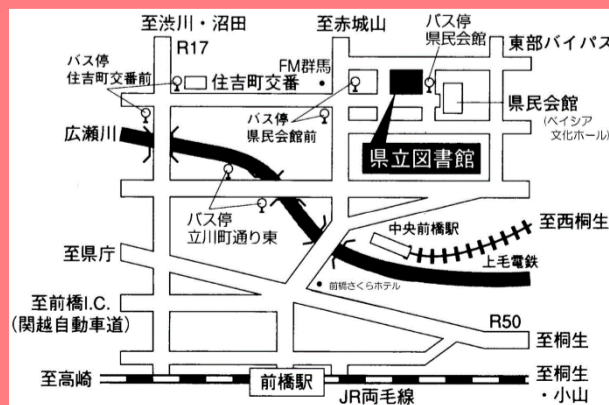 至渋川・沼田
R17
至赤城山
バス停
県民会館
東部バイパス
バス停
住吉町交番前
住吉町交番
FM群馬
県民会館
(ベイシア
文化ホール)
広瀬川
バス停
県民会館前
県立図書館
バス停
立川町通り東
中央前橋駅
至西桐生
上毛電鉄
至県庁
前橋さくらホテル
至前橋I.C.
(関越自動車道)
R50
至桐生
至高崎
前橋駅
JR両毛線
至桐生
・小山